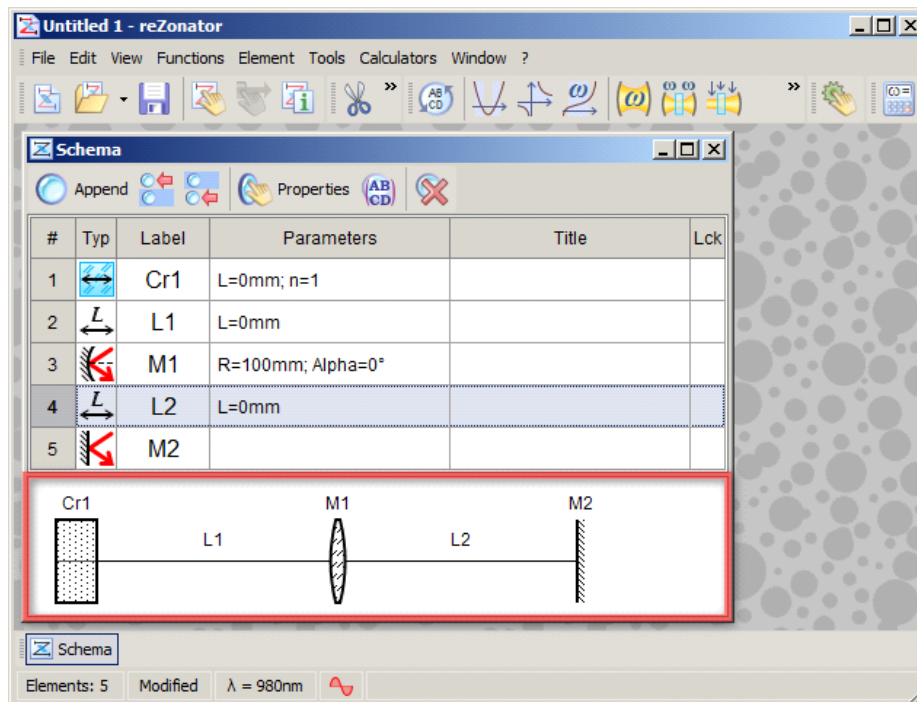 Untitled 1 - reZonator
File Edit View Functions Element Tools Calculators Window ?
» AB CD ω ω ω ω » ω=
Schema
Append Properties AB CD
# Typ Label Parameters Title Lck
1 Cr1 L=0mm; n=1
2 L L1 L=0mm
3 M1 R=100mm; Alpha=0°
4 L L2 L=0mm
5 M2
Cr1 M1 M2
L1 L2
Schema
Elements: 5 Modified λ = 980nm